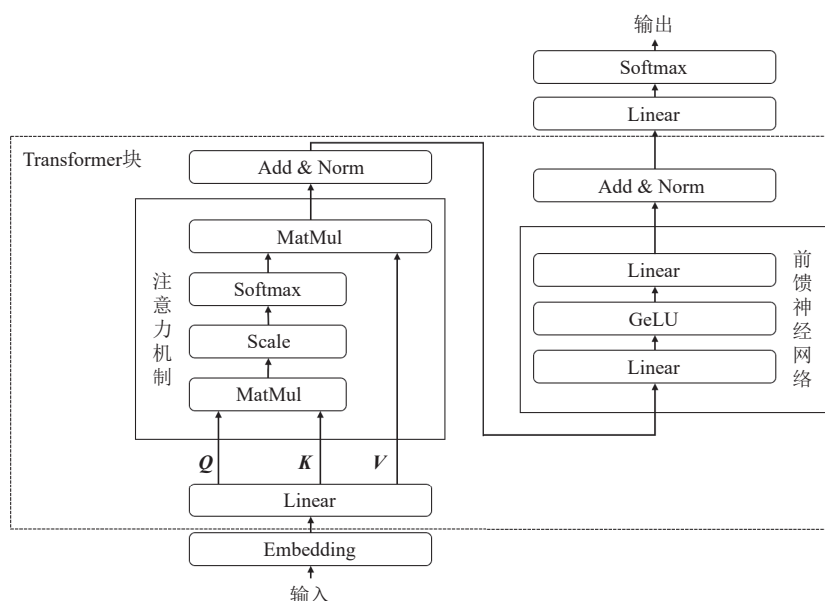 输出
Softmax
Linear
Transformer块
Add & Norm
Add & Norm
MatMul
Softmax
Scale
MatMul
注意力机制
Q K V
Linear
Embedding
输入
Linear
GeLU
Linear
前馈神经网络